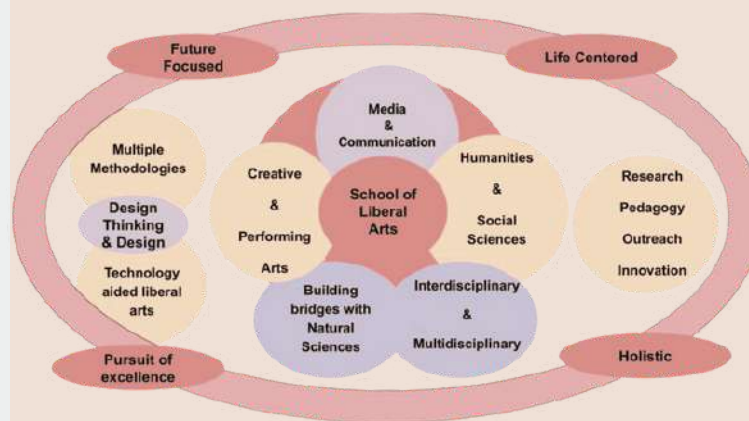 Future
Focused
Life Centered
Media
&
Communication
Multiple
Methodologies
Design
Thinking
& Design
Technology
aided liberal
arts
Creative
&
Performing
Arts
School of
Liberal
Arts
Humanities
&
Social
Sciences
Research
Pedagogy
Outreach
Innovation
Building
bridges with
Natural
Sciences
Interdisciplinary
&
Multidisciplinary
Pursuit of
excellence
Holistic